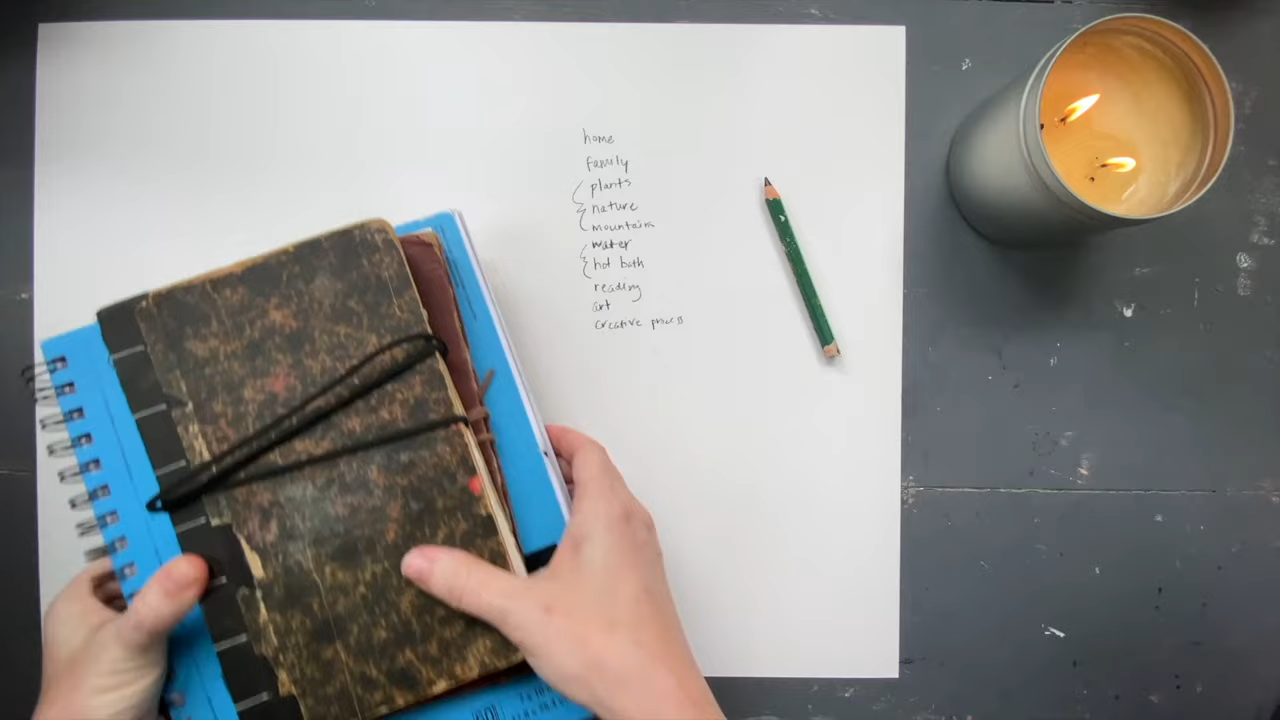 home
family
plants
nature
mountains
water
hot bath
reading
art
creative process